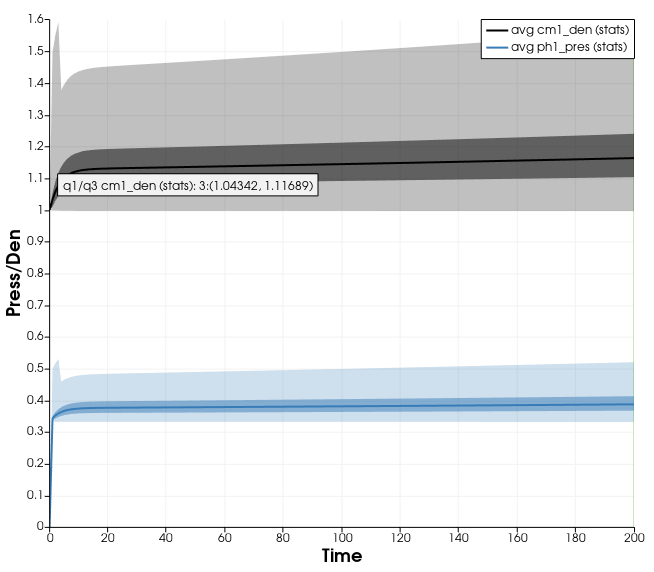 1.6
avg cm1_den (stats)
1.5
avg ph1_pres (stats)
1.4
1.3
1.2
1.1
q1/q3 cm1_den (stats): 3:(1.04342, 1.11689)
1
0.9
0.8
0.7
0.6
0.5
0.4
0.3
0.2
0.1
0
Press/Den
0 20 40 60 80 100 120 140 160 180 200
Time